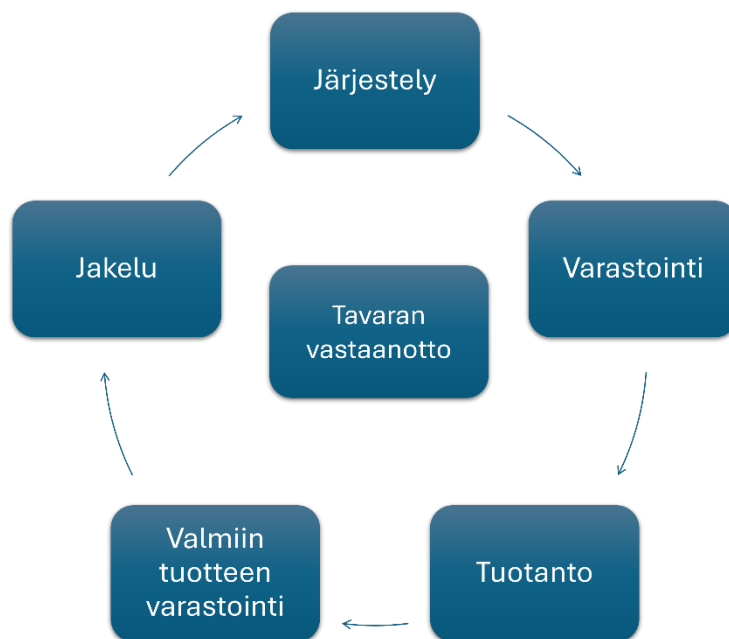 Järjestely
Jakelu
Varastointi
Tavaran
vastaanotto
Valmiin
tuotteen
varastointi
Tuotanto